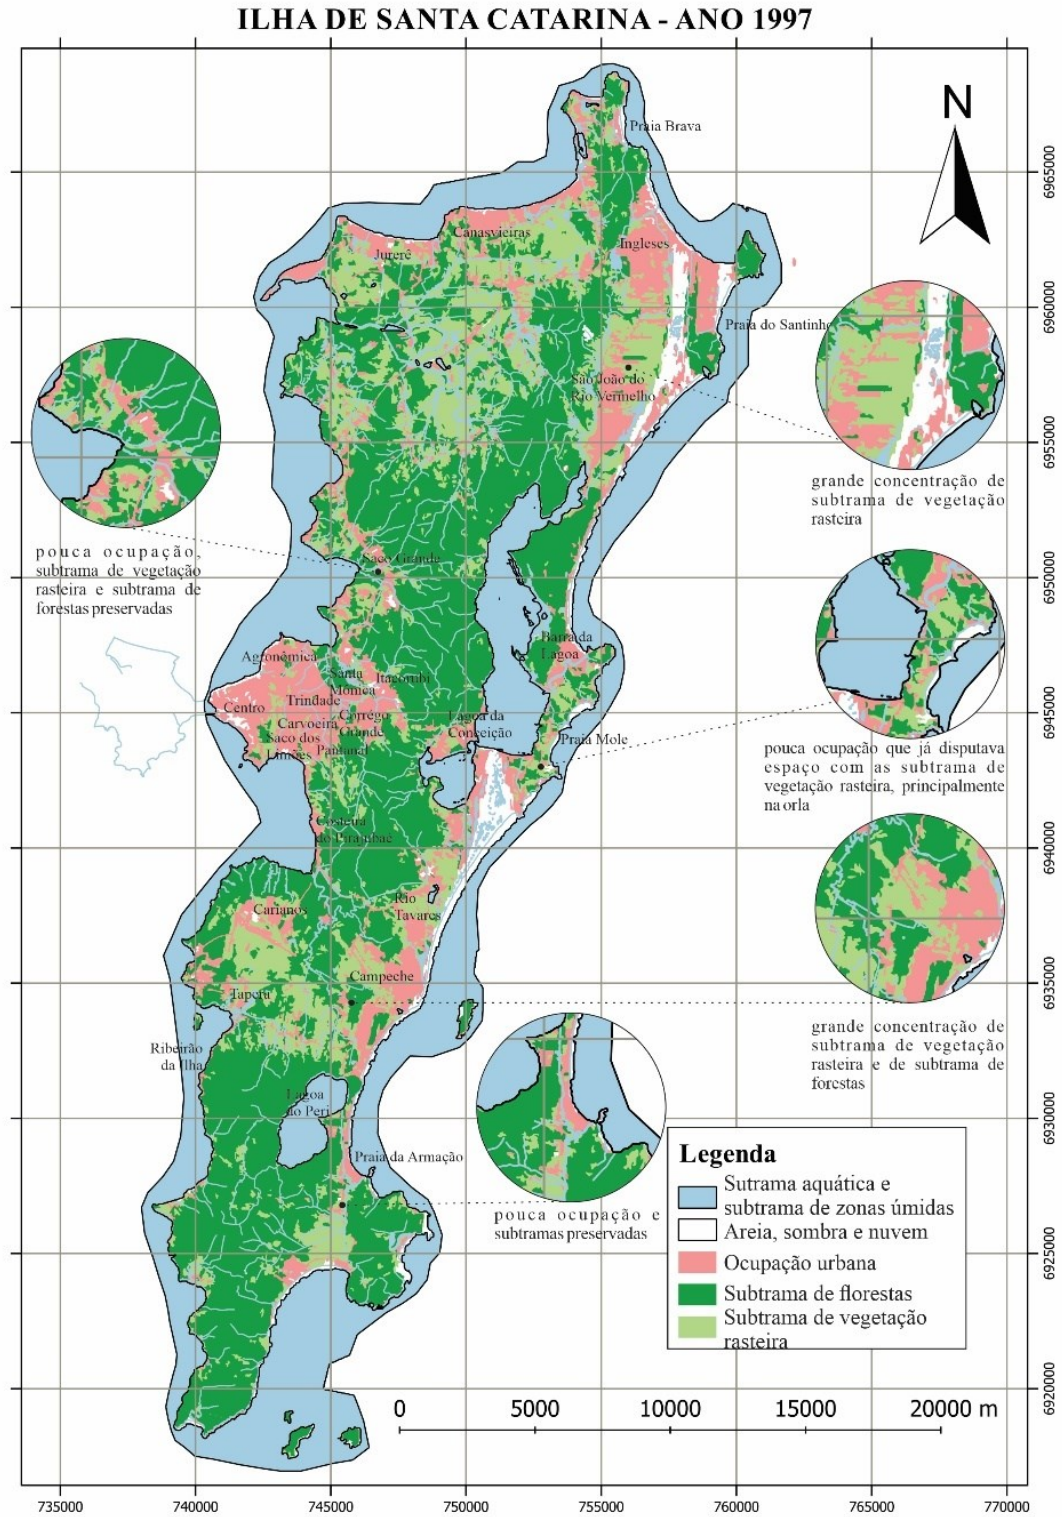 ILHA DE SANTA CATARINA - ANO 1997
N
Praia Brava
Canasvieiras
Jurerê
Ingleses
Praia do Santinho
São João do
Rio Vermelho
grande concentração de
subtrama de vegetação
rasteira
pouca ocupação,
subtrama de vegetação
rasteira e subtrama de
forestas preservadas
Saco Grande
Barra da
Lagoa
Agronômica
Santa
Mônica
Itacorubi
Trindade
Centro
Córrego
Grande
Carvoeira
Saco dos
Limões
Pantanal
Lagoa da
Conceição
Praia Mole
pouca ocupação que já disputava
espaço com as subtrama de
vegetação rasteira, principalmente
na orla
Costeira
do Pirajubaé
Rio
Tavares
Carianos
Campeche
Tapera
grande concentração de
subtrama de vegetação
rasteira e de subtrama de
forestas
Ribeirão
da Ilha
Lagoa
do Peri
Praia da Armação
pouca ocupação e
subtramas preservadas
Legenda
Sutrama aquática e
subtrama de zonas úmidas
Areia, sombra e nuvem
Ocupação urbana
Subtrama de florestas
Subtrama de vegetação
rasteira
0 5000 10000 15000 20000 m
6965000
6960000
6955000
6950000
6945000
6940000
6935000
6930000
6925000
6920000
735000 740000 745000 750000 755000 760000 765000 770000